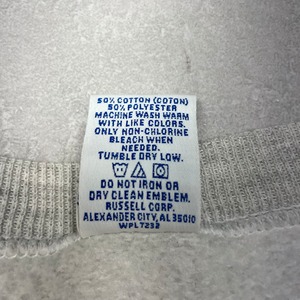 50% COTTON (COTON)
50% POLYESTER
MACHINE WASH WARM
WITH LIKE COLORS.
ONLY NON-CHLORINE
BLEACH WHEN
NEEDED.
TUMBLE DRY LOW.
DO NOT IRON OR
DRY CLEAN EMBLEM.
RUSSELL CORP.
ALEXANDER CITY, AL 35010
WPL7232